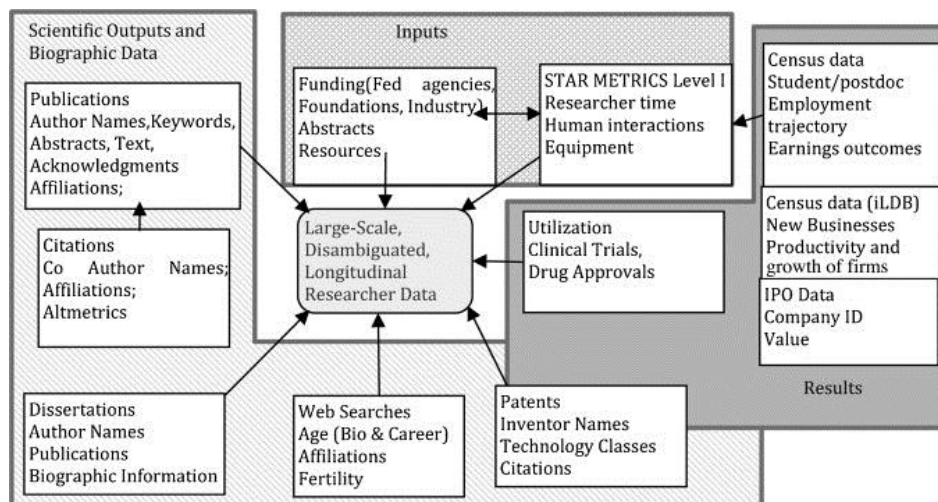 Scientific Outputs and
Biographic Data
Publications
Author Names,Keywords,
Abstracts, Text,
Acknowledgments
Affiliations;
Citations
Co Author Names;
Affiliations;
Altmetrics
Dissertations
Author Names
Publications
Biographic Information
Inputs
Funding(Fed agencies,
Foundations, Industry)
Abstracts
Resources
STAR METRICS Level I
Researcher time
Human interactions
Equipment
Large-Scale,
Disambiguated,
Longitudinal
Researcher Data
Web Searches
Age (Bio & Career)
Affiliations
Fertility
Utilization
Clinical Trials,
Drug Approvals
Patents
Inventor Names
Technology Classes
Citations
Census data
Student/postdoc
Employment
trajectory
Earnings outcomes
Census data (iLDB)
New Businesses
Productivity and
growth of firms
IPO Data
Company ID
Value
Results